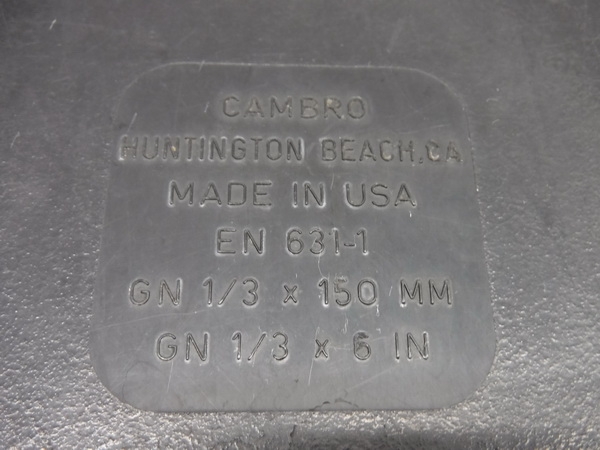 CAMBRO
HUNTINGTON BEACH, CA
MADE IN USA
EN 631-1
GN 1/3 x 150 MM
GN 1/3 x 6 IN